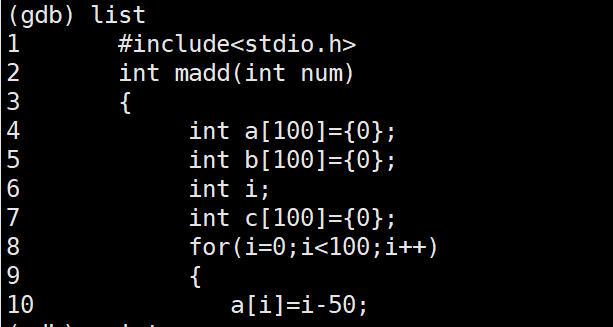 (gdb) list
1       #include<stdio.h>
2       int madd(int num)
3       {
4            int a[100]={0};
5            int b[100]={0};
6            int i;
7            int c[100]={0};
8            for(i=0;i<100;i++)
9            {
10              a[i]=i-50;